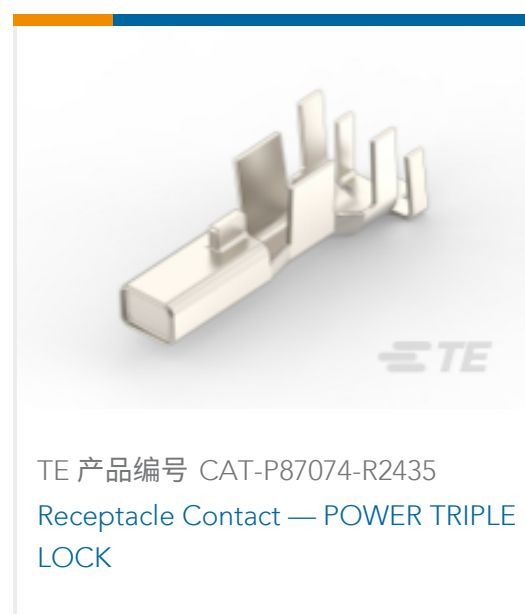 TE
TE 产品编号 CAT-P87074-R2435
Receptacle Contact — POWER TRIPLE
LOCK